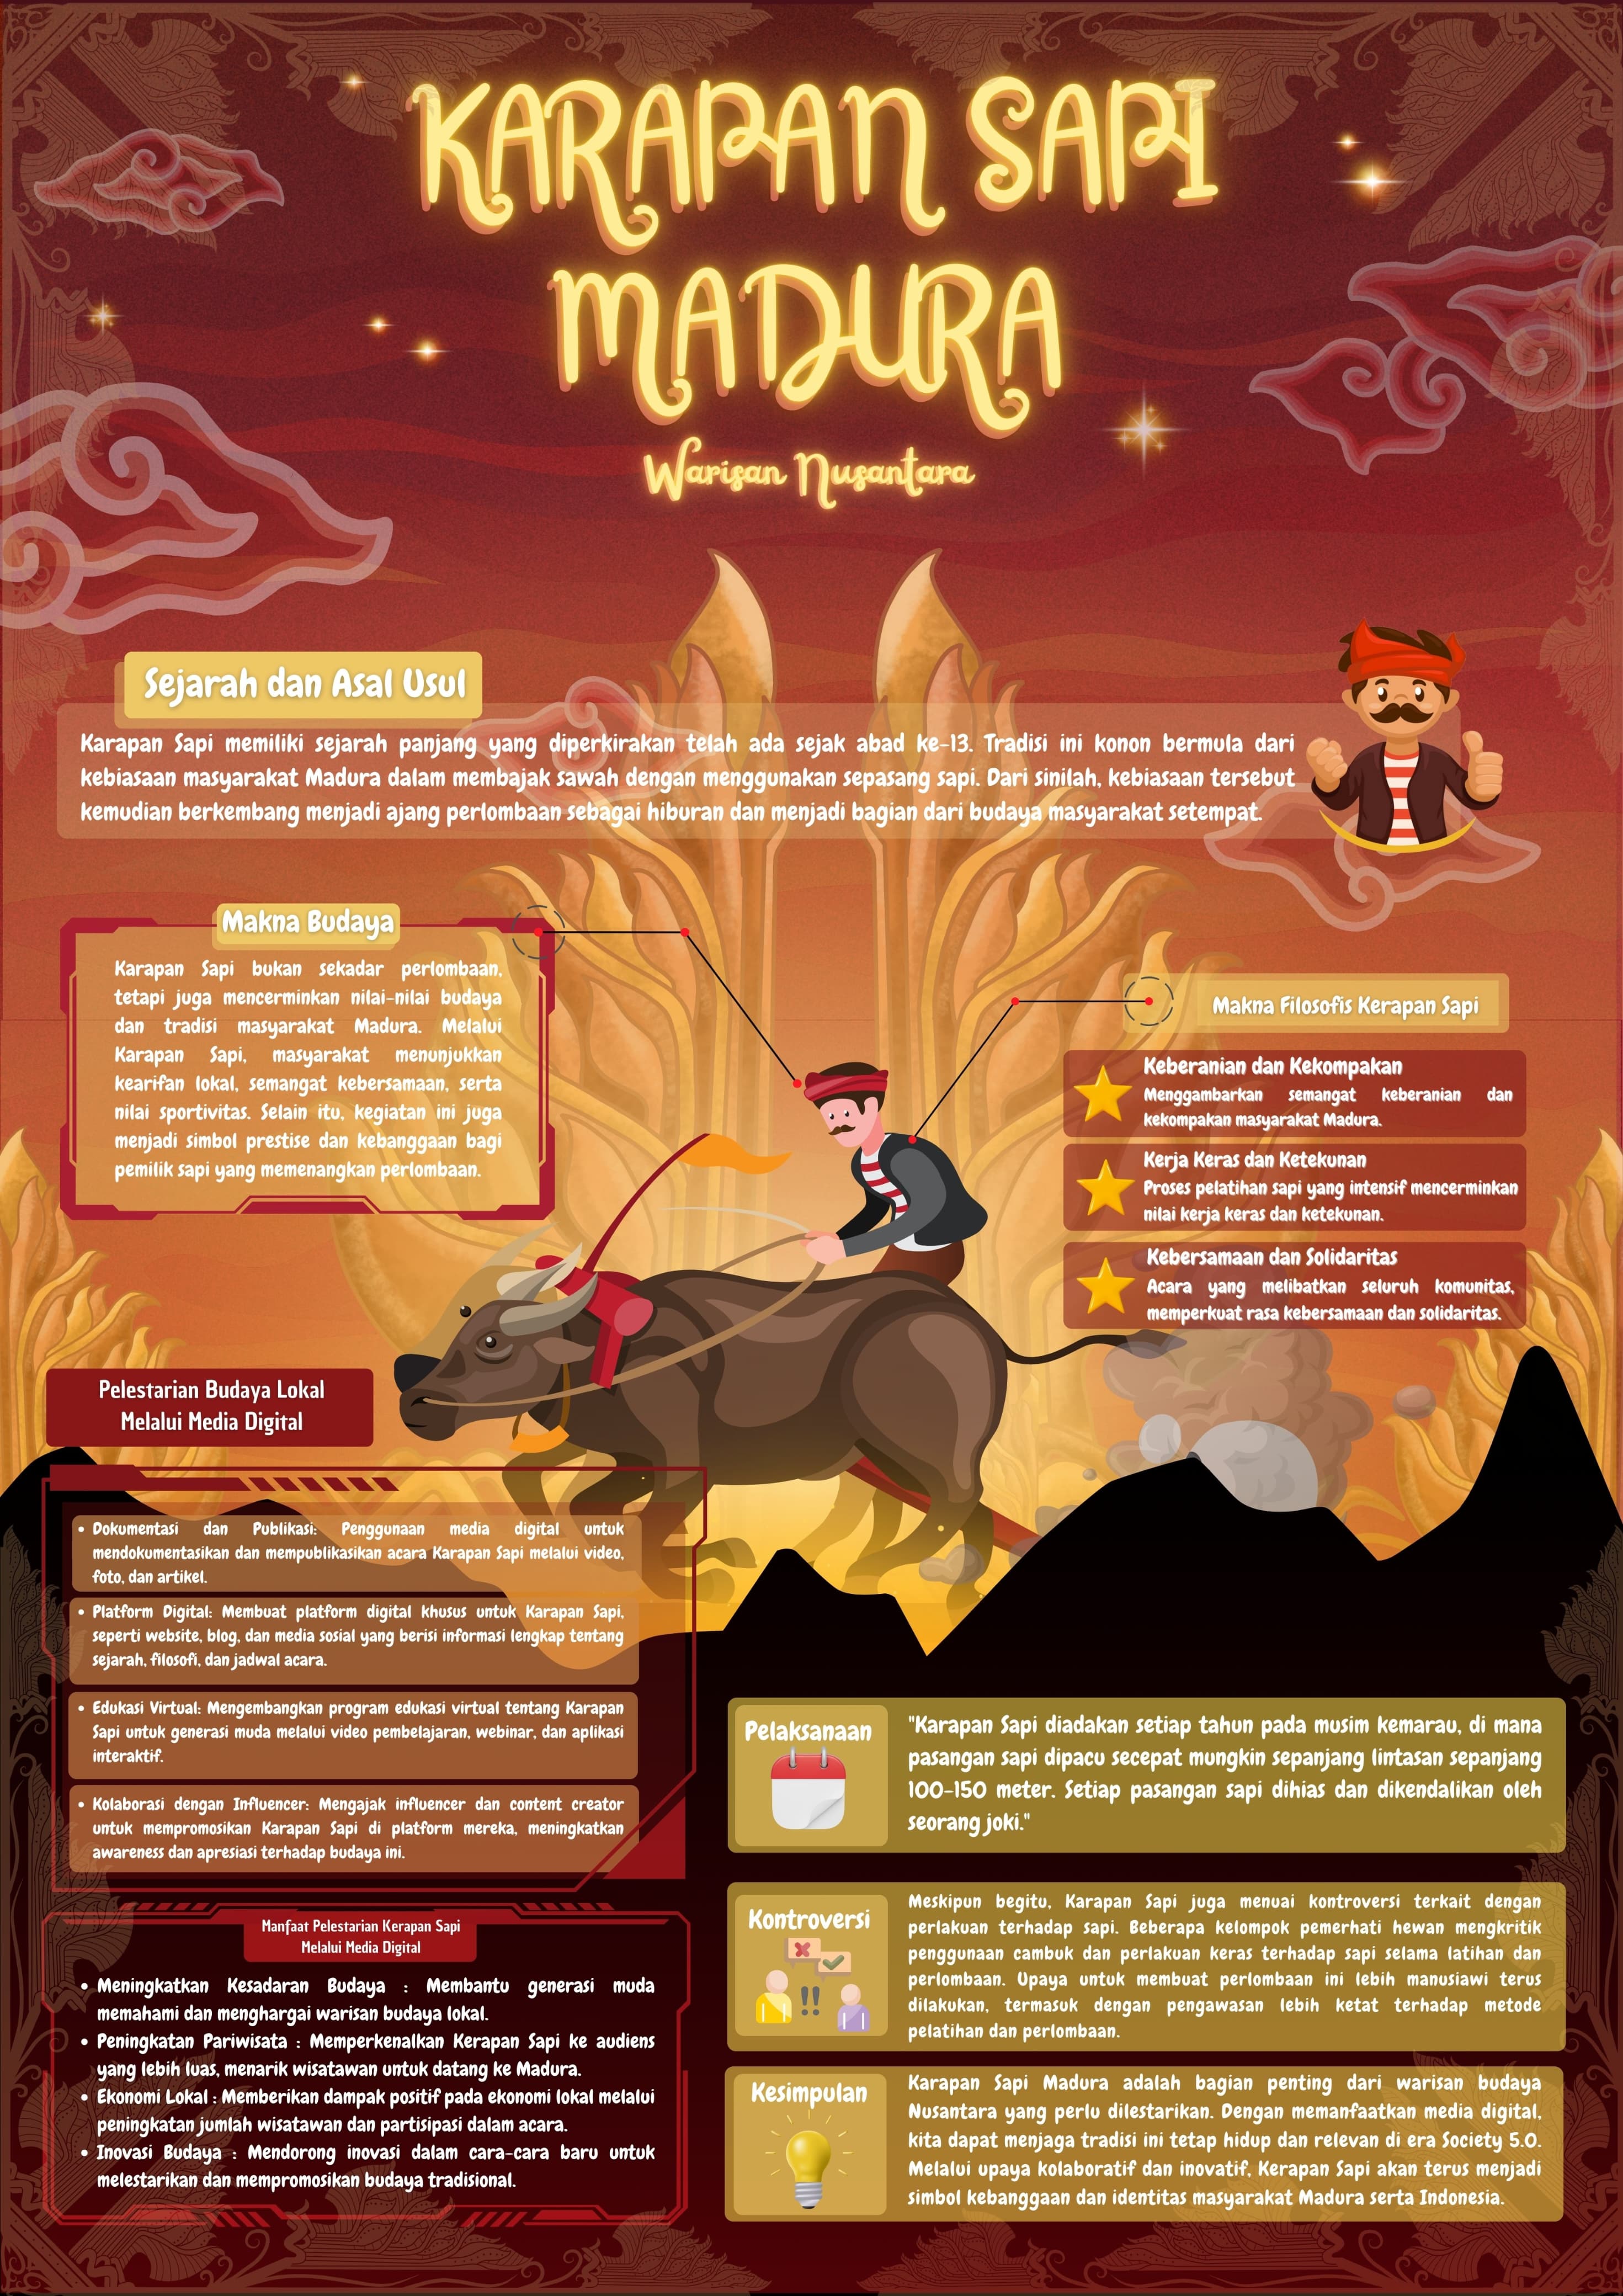 KARAPAN SAPI
MADURA
Warisan Nusantara
Sejarah dan Asal Usul
Karapan Sapi memiliki sejarah panjang yang diperkirakan telah ada sejak abad ke-13. Tradisi ini konon bermula dari
kebiasaan masyarakat Madura dalam membajak sawah dengan menggunakan sepasang sapi. Dari sinilah, kebiasaan tersebut
kemudian berkembang menjadi ajang perlombaan sebagai hiburan dan menjadi bagian dari budaya masyarakat setempat.
Makna Budaya
Karapan Sapi bukan sekadar perlombaan,
tetapi juga mencerminkan nilai-nilai budaya
dan tradisi masyarakat Madura. Melalui
Karapan Sapi, masyarakat menunjukkan
kearifan lokal, semangat kebersamaan, serta
nilai sportivitas. Selain itu, kegiatan ini juga
menjadi simbol prestise dan kebanggaan bagi
pemilik sapi yang memenangkan perlombaan.
Makna Filosofis Kerapan Sapi
Keberanian dan Kekompakan
Menggambarkan semangat keberanian dan
kekompakan masyarakat Madura.
Kerja Keras dan Ketekunan
Proses pelatihan sapi yang intensif mencerminkan
nilai kerja keras dan ketekunan.
Kebersamaan dan Solidaritas
Acara yang melibatkan seluruh komunitas,
memperkuat rasa kebersamaan dan solidaritas.
Pelestarian Budaya Lokal
Melalui Media Digital
• Dokumentasi dan Publikasi: Penggunaan media digital untuk
mendokumentasikan dan mempublikasikan acara Karapan Sapi melalui video,
foto, dan artikel.
• Platform Digital: Membuat platform digital khusus untuk Karapan Sapi,
seperti website, blog, dan media sosial yang berisi informasi lengkap tentang
sejarah, filosofi, dan jadwal acara.
• Edukasi Virtual: Mengembangkan program edukasi virtual tentang Karapan
Sapi untuk generasi muda melalui video pembelajaran, webinar, dan aplikasi
interaktif.
• Kolaborasi dengan Influencer: Mengajak influencer dan content creator
untuk mempromosikan Karapan Sapi di platform mereka, meningkatkan
awareness dan apresiasi terhadap budaya ini.
Manfaat Pelestarian Kerapan Sapi
Melalui Media Digital
• Meningkatkan Kesadaran Budaya : Membantu generasi muda
memahami dan menghargai warisan budaya lokal.
• Peningkatan Pariwisata : Memperkenalkan Kerapan Sapi ke audiens
yang lebih luas, menarik wisatawan untuk datang ke Madura.
• Ekonomi Lokal : Memberikan dampak positif pada ekonomi lokal melalui
peningkatan jumlah wisatawan dan partisipasi dalam acara.
• Inovasi Budaya : Mendorong inovasi dalam cara-cara baru untuk
melestarikan dan mempromosikan budaya tradisional.
Pelaksanaan
"Karapan Sapi diadakan setiap tahun pada musim kemarau, di mana
pasangan sapi dipacu secepat mungkin sepanjang lintasan sepanjang
100-150 meter. Setiap pasangan sapi dihias dan dikendalikan oleh
seorang joki."
Kontroversi
Meskipun begitu, Karapan Sapi juga menuai kontroversi terkait dengan
perlakuan terhadap sapi. Beberapa kelompok pemerhati hewan mengkritik
penggunaan cambuk dan perlakuan keras terhadap sapi selama latihan dan
perlombaan. Upaya untuk membuat perlombaan ini lebih manusiawi terus
dilakukan, termasuk dengan pengawasan lebih ketat terhadap metode
pelatihan dan perlombaan.
Kesimpulan
Karapan Sapi Madura adalah bagian penting dari warisan budaya
Nusantara yang perlu dilestarikan. Dengan memanfaatkan media digital,
kita dapat menjaga tradisi ini tetap hidup dan relevan di era Society 5.0.
Melalui upaya kolaboratif dan inovatif, Kerapan Sapi akan terus menjadi
simbol kebanggaan dan identitas masyarakat Madura serta Indonesia.